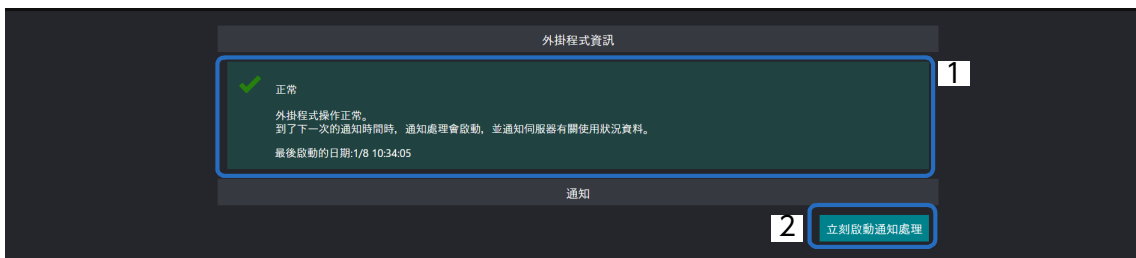 外掛程式資訊
1
正常
外掛程式操作正常。
到了下一次的通知時間時，通知處理會啟動，並通知伺服器有關使用狀況資料。
最後啟動的日期:1/8 10:34:05
通知
2
立刻啟動通知處理